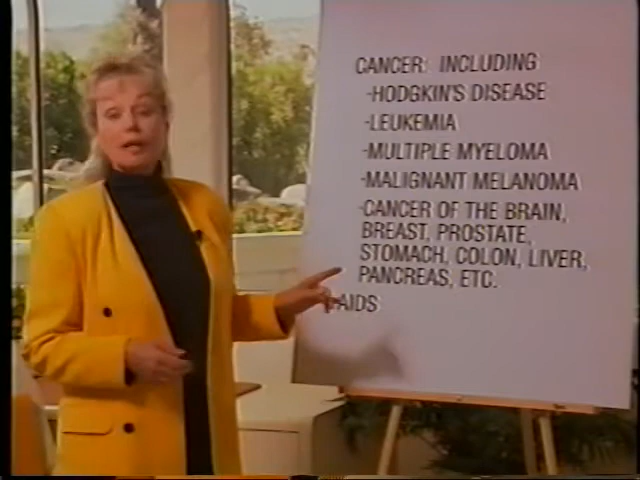 CANCER: INCLUDING
-HODGKIN'S DISEASE
-LEUKEMIA
-MULTIPLE MYELOMA
-MALIGNANT MELANOMA
-CANCER OF THE BRAIN,
BREAST, PROSTATE,
STOMACH, COLON, LIVER,
PANCREAS, ETC.
AIDS